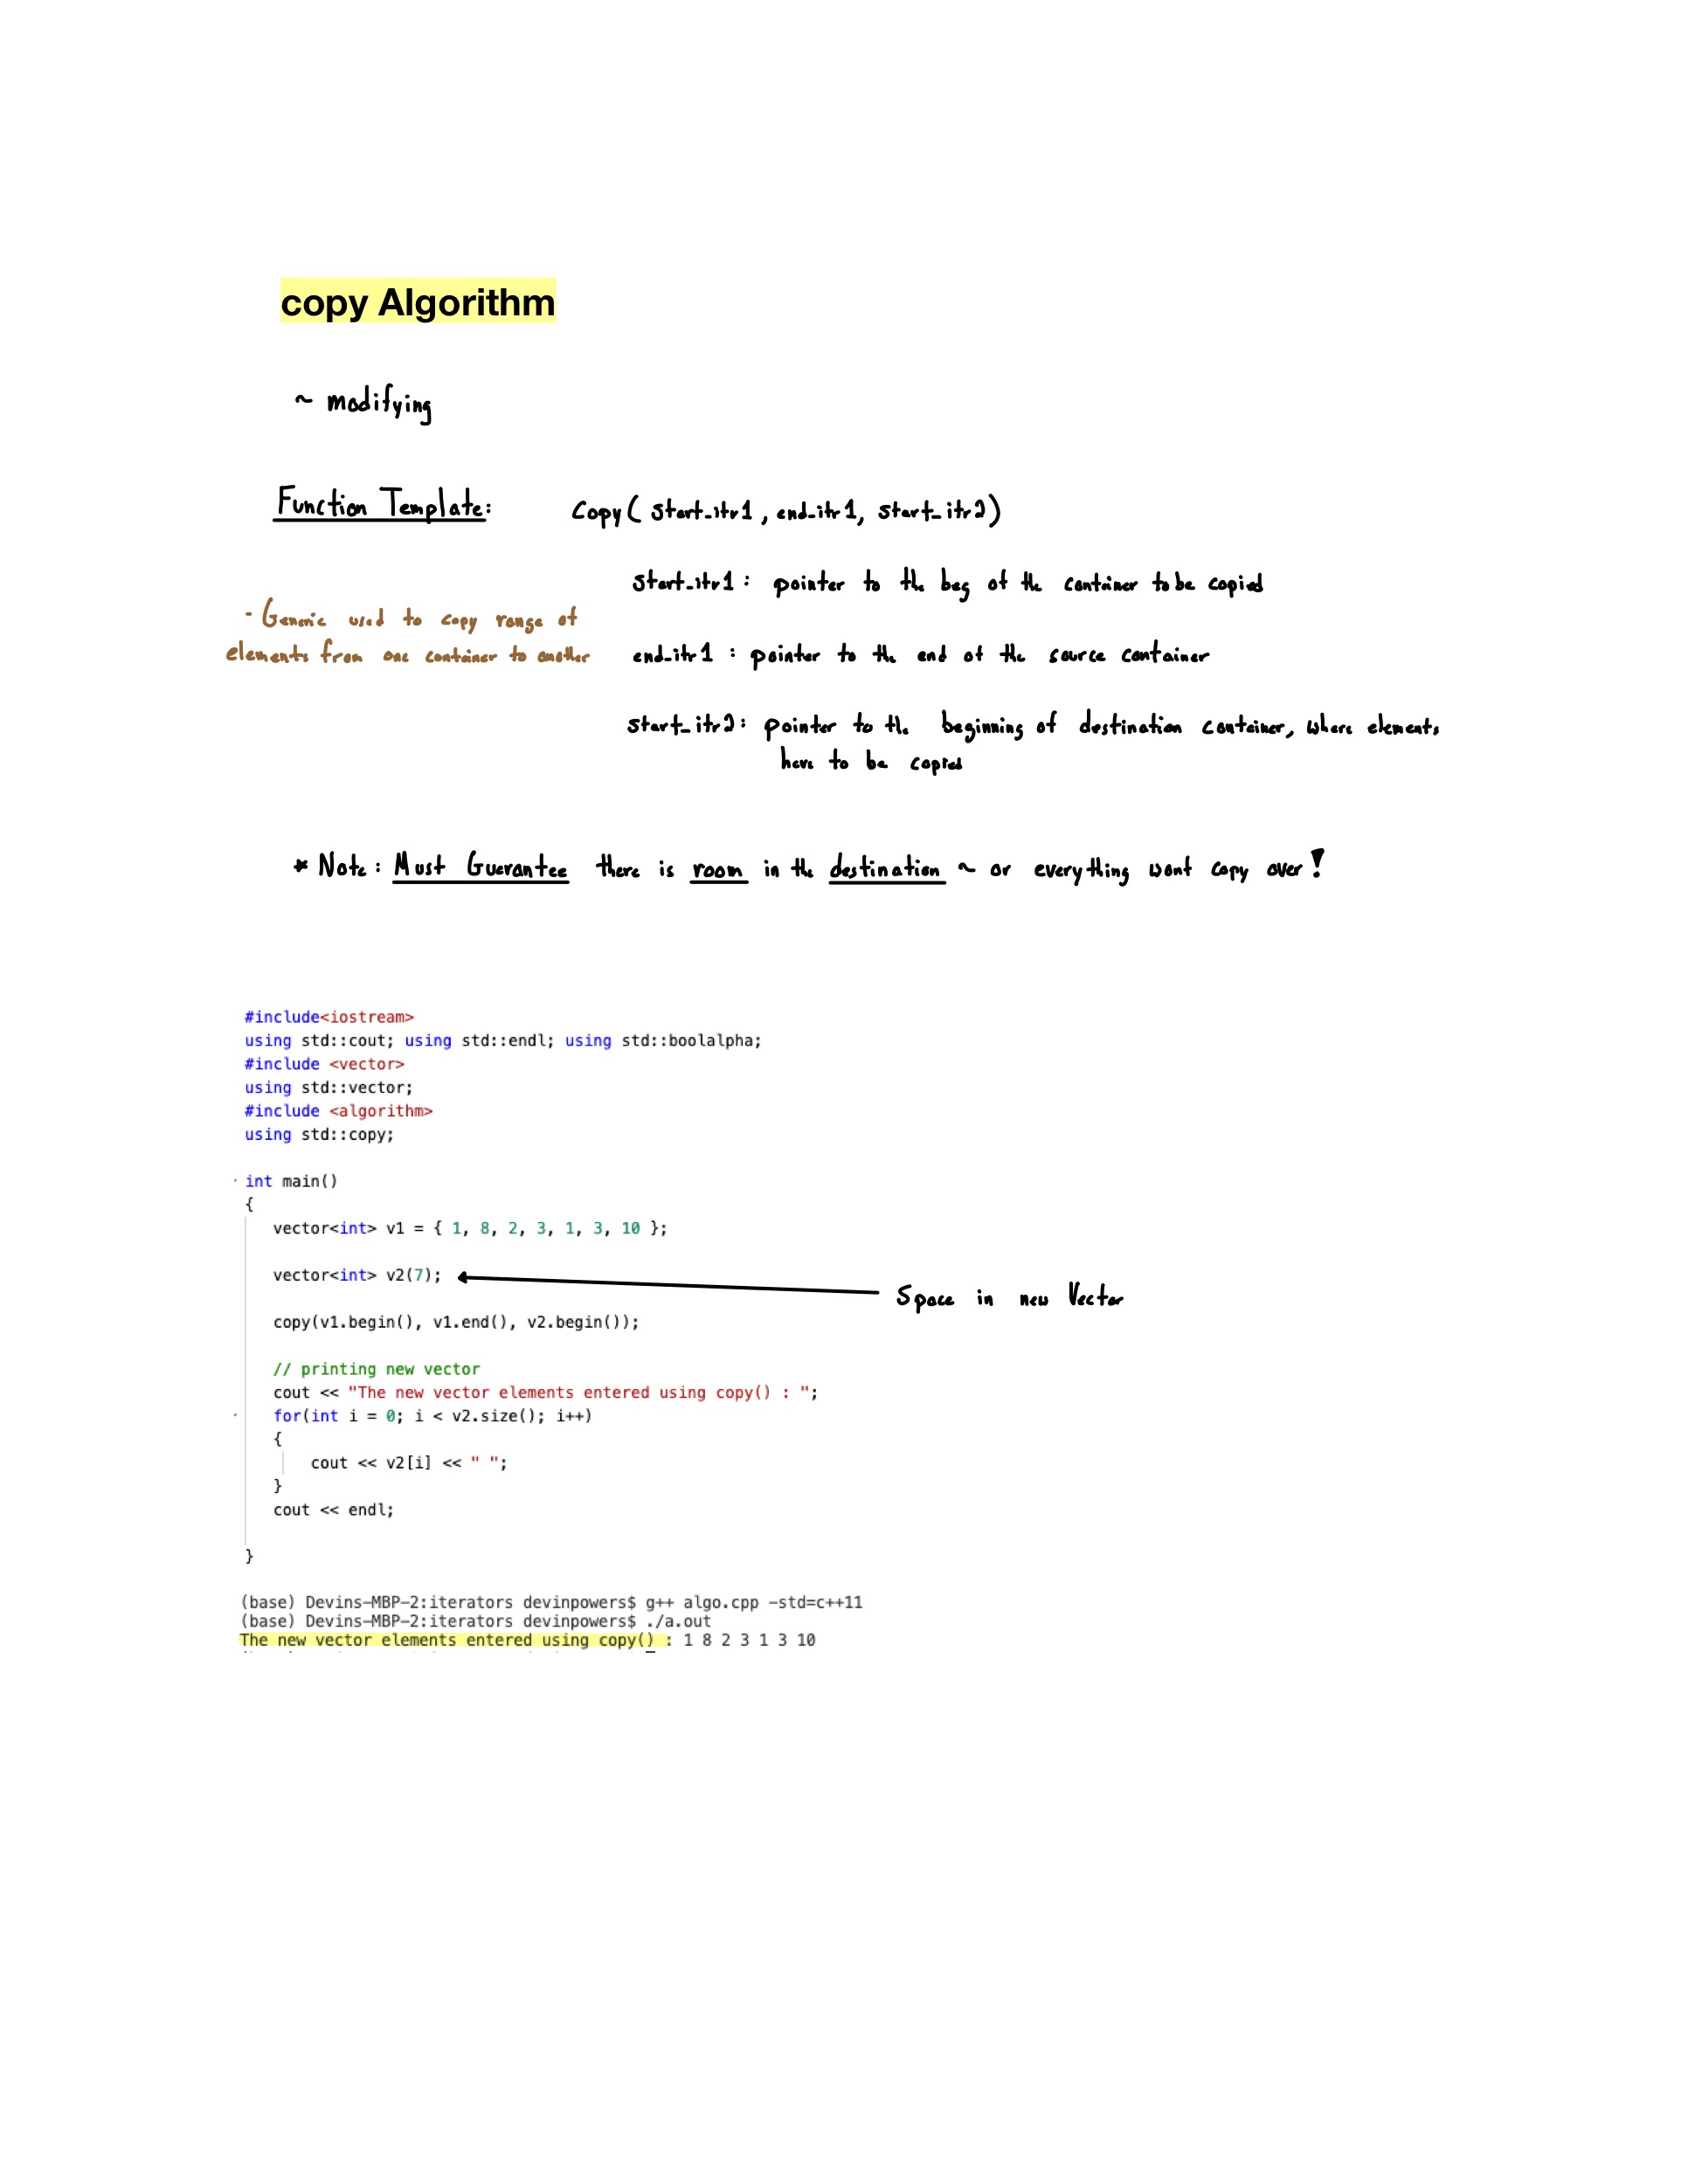 copy Algorithm
~ modifying
Function Template: Copy( start_itr1, end_itr1, start_itr2)
start_itr1: pointer to the beg of the container to be copied
- Generic used to copy range of
elements from one container to another
end_itr1: pointer to the end of the source container
start_itr2: pointer to the beginning of destination container, where elements
have to be copied
* Note: Must Guarantee there is room in the destination ~ or everything wont copy over!
#include<iostream>
using std::cout; using std::endl; using std::boolalpha;
#include <vector>
using std::vector;
#include <algorithm>
using std::copy;
int main()
{
vector<int> v1 = { 1, 8, 2, 3, 1, 3, 10 };
vector<int> v2(7);
Space in new Vector
copy(v1.begin(), v1.end(), v2.begin());
// printing new vector
cout << "The new vector elements entered using copy() : ";
for(int i = 0; i < v2.size(); i++)
{
cout << v2[i] << " ";
}
cout << endl;
}
(base) Devins-MBP-2:iterators devinpowers$ g++ algo.cpp -std=c++11
(base) Devins-MBP-2:iterators devinpowers$ ./a.out
The new vector elements entered using copy() : 1 8 2 3 1 3 10